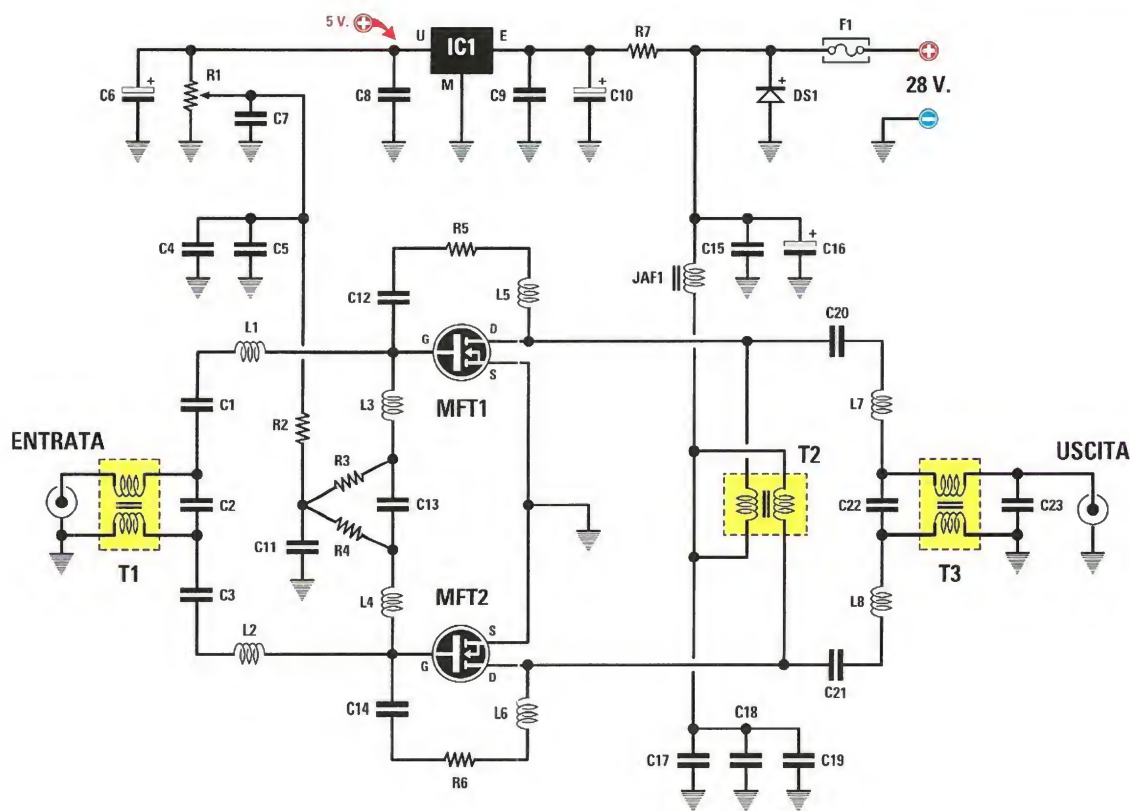 5 V.
U
IC1
E
M
R7
F1
28 V.
C6
R1
C7
C8
C9
C10
DS1
C4
C5
R5
C15
C16
JAF1
C12
L5
L1
G
D
S
MFT1
C20
C1
R2
L3
L7
ENTRATA
R3
T2
USCITA
C2
C13
C22
C23
C11
R4
T1
T3
C3
L4
MFT2
L8
L2
G
S
D
C21
C14
L6
C18
R6
C17
C19